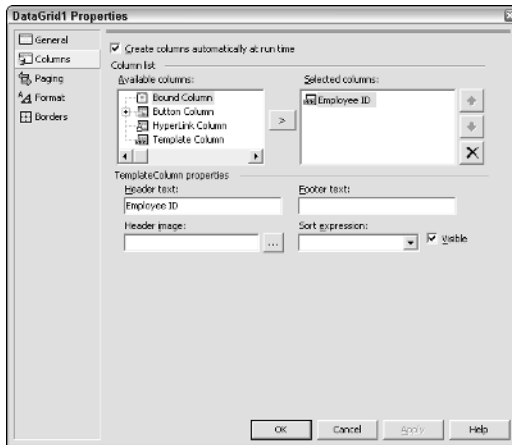 DataGrid1 Properties
General
Columns
Paging
Format
Borders
Create columns automatically at run time
Column list
Available columns:
Selected columns:
Bound Column
Button Column
HyperLink Column
Template Column
>
Employee ID
TemplateColumn properties
Header text:
Footer text:
Employee ID
Header image:
Sort expression:
...
Visible
OK
Cancel
Apply
Help